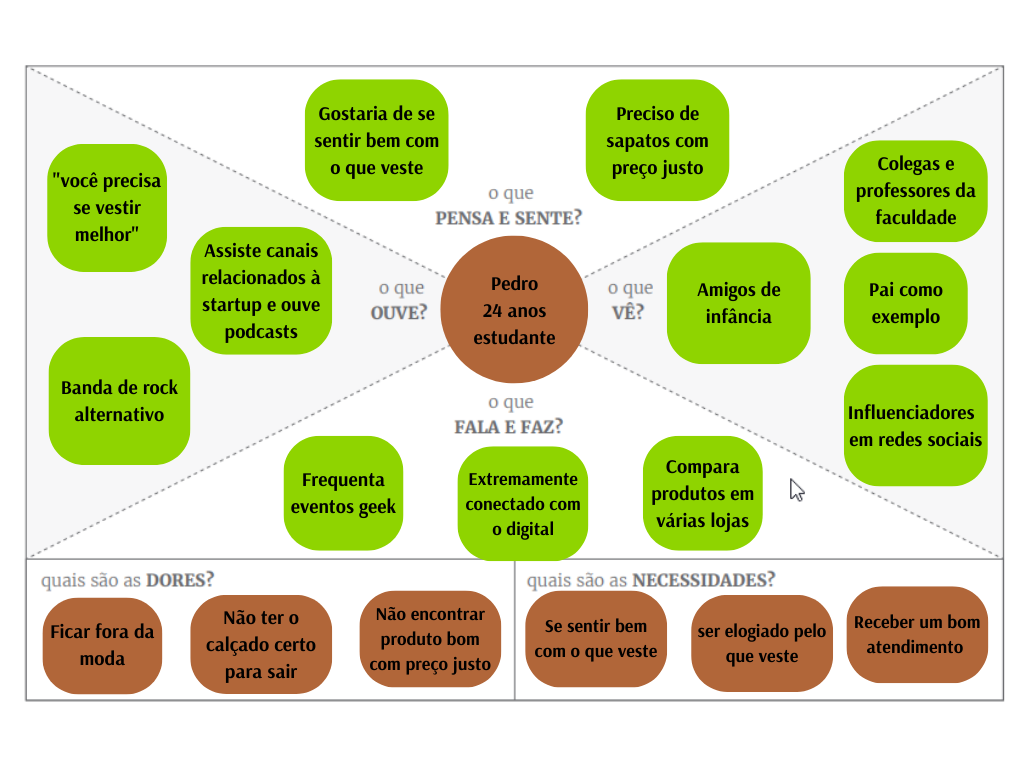 Gostaria de se
sentir bem com
o que veste
Preciso de
sapatos com
preço justo
o que
PENSA E SENTE?
"você precisa
se vestir
melhor"
Assiste canais
relacionados à
startup e ouve
podcasts
Banda de rock
alternativo
o que
OUVE?
Pedro
24 anos
estudante
o que
VÊ?
Amigos de
infância
Colegas e
professores da
faculdade
Pai como
exemplo
Influenciadores
em redes sociais
o que
FALA E FAZ?
Frequenta
eventos geek
Extremamente
conectado com
o digital
Compara
produtos em
várias lojas
quais são as DORES?
Ficar fora da
moda
Não ter o
calçado certo
para sair
Não encontrar
produto bom
com preço justo
quais são as NECESSIDADES?
Se sentir bem
com o que veste
ser elogiado pelo
que veste
Receber um bom
atendimento